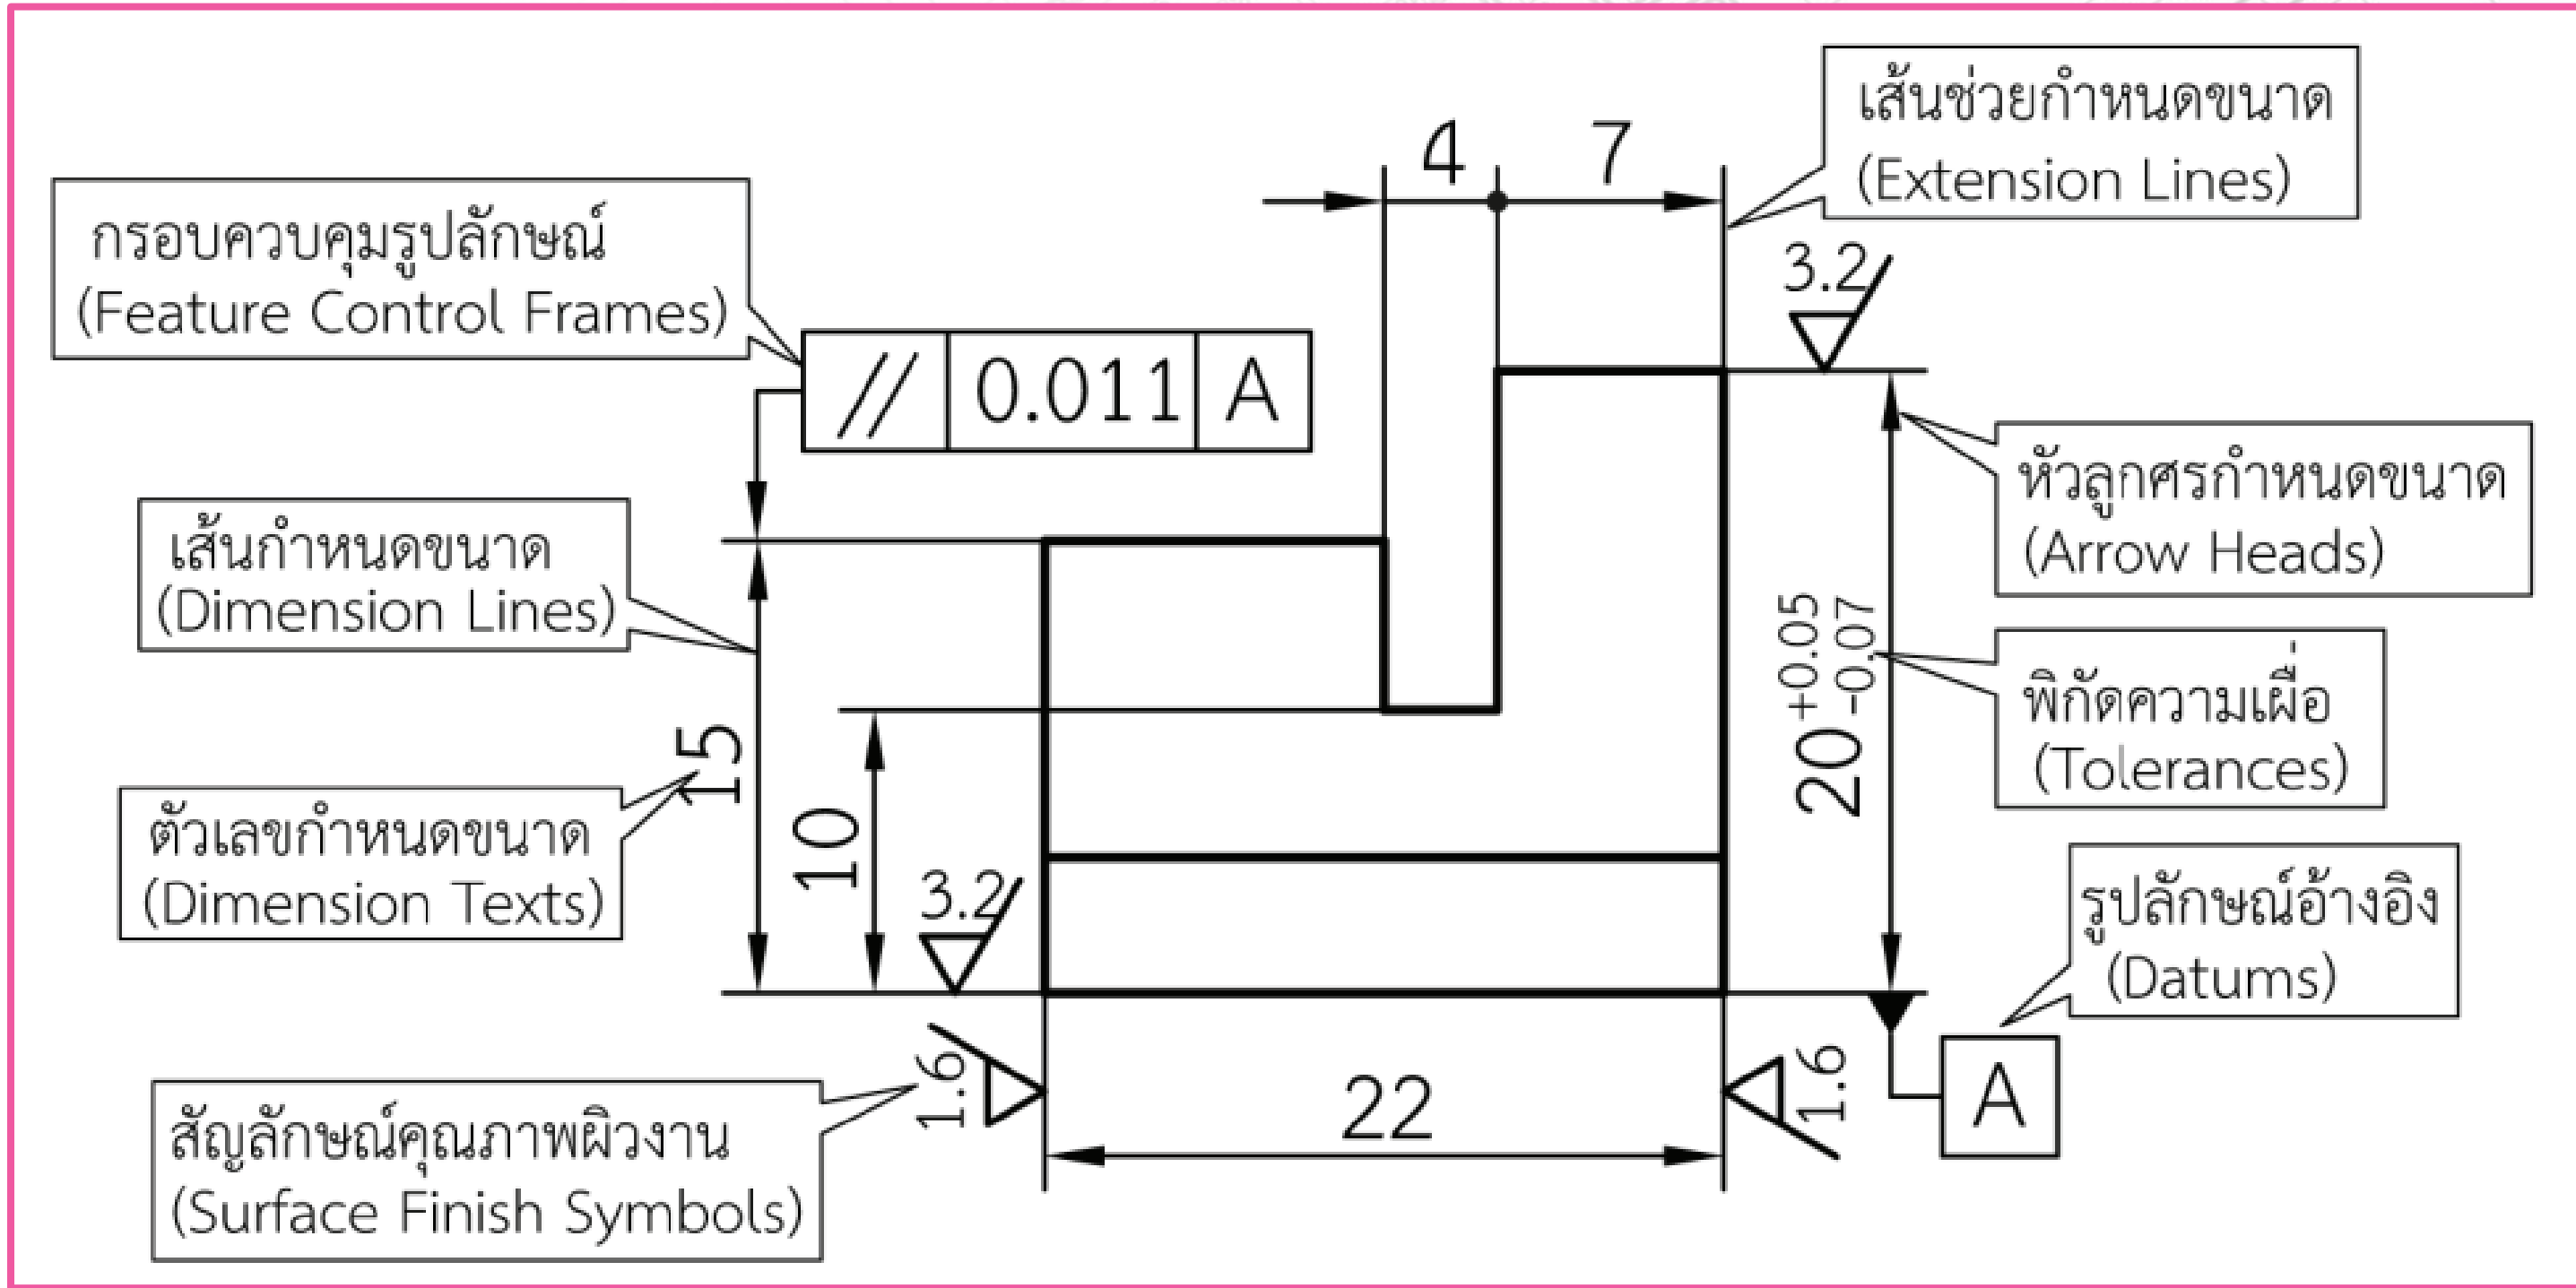 เส้นช่วยกำหนดขนาด
(Extension Lines)
4
7
กรอบควบคุมรูปลักษณ์
(Feature Control Frames)
3.2
// 0.011 A
หัวลูกศรกำหนดขนาด
(Arrow Heads)
เส้นกำหนดขนาด
(Dimension Lines)
20 +0.05 -0.07
พิกัดความเผื่อ
(Tolerances)
15
10
ตัวเลขกำหนดขนาด
(Dimension Texts)
3.2
รูปลักษณ์อ้างอิง
(Datums)
1.6
22
1.6
A
สัญลักษณ์คุณภาพผิวงาน
(Surface Finish Symbols)